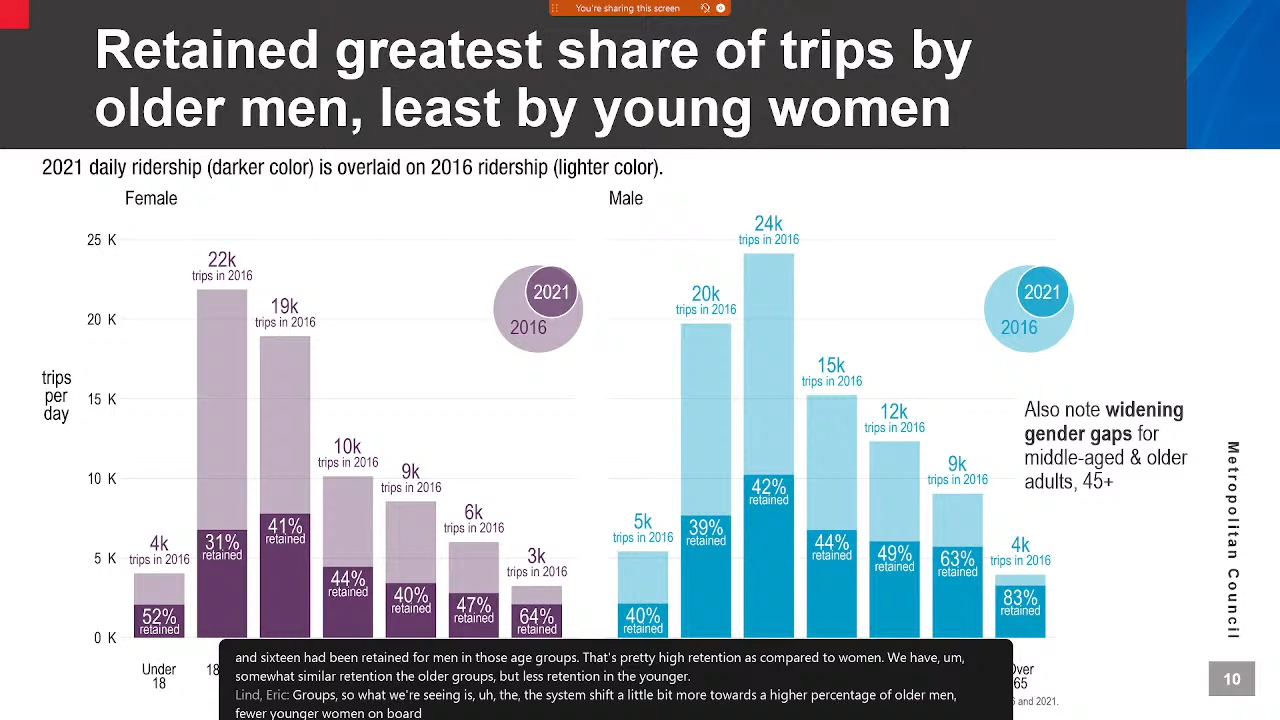 You're sharing this screen
Retained greatest share of trips by
older men, least by young women
2021 daily ridership (darker color) is overlaid on 2016 ridership (lighter color).
Female
Male
25 K
20 K
15 K
10 K
5 K
0 K
trips
per
day
4k
trips in 2016
52%
retained
22k
trips in 2016
31%
retained
19k
trips in 2016
41%
retained
10k
trips in 2016
44%
retained
9k
trips in 2016
40%
retained
6k
trips in 2016
47%
retained
3k
trips in 2016
64%
retained
2021
2016
5k
trips in 2016
40%
retained
20k
trips in 2016
39%
retained
24k
trips in 2016
42%
retained
15k
trips in 2016
44%
retained
12k
trips in 2016
49%
retained
9k
trips in 2016
63%
retained
4k
trips in 2016
83%
retained
2021
2016
Also note widening
gender gaps for
middle-aged & older
adults, 45+
Metropolitan Council
Under
18
18
65
and 2021.
10
and sixteen had been retained for men in those age groups. That's pretty high retention as compared to women. We have, um,
somewhat similar retention the older groups, but less retention in the younger.
Lind, Eric: Groups, so what we're seeing is, uh, the, the system shift a little bit more towards a higher percentage of older men,
fewer younger women on board